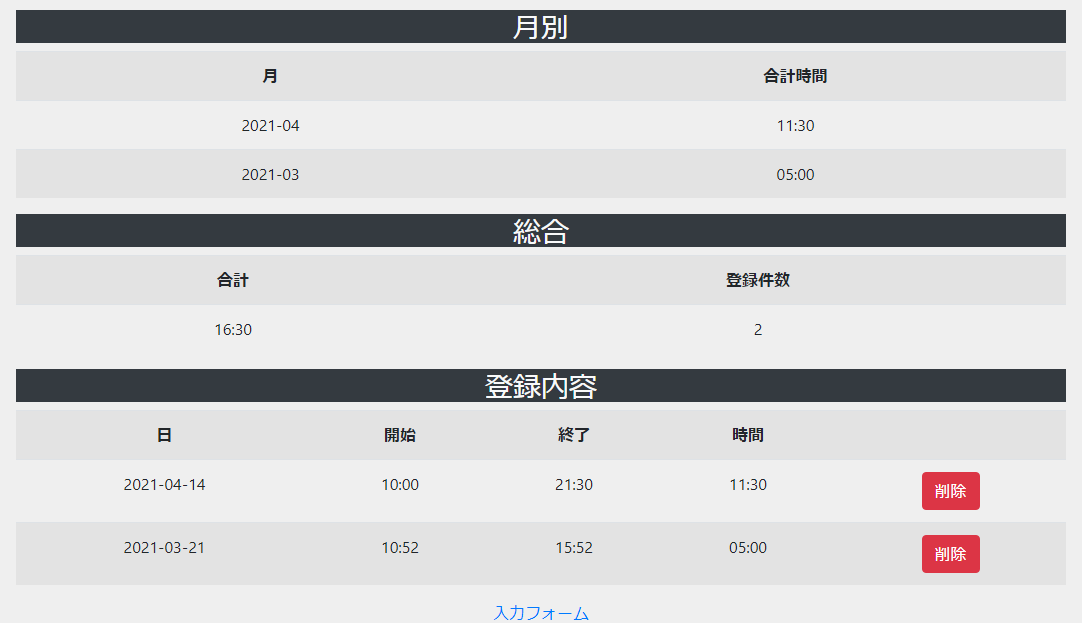 月別
月 合計時間
2021-04 11:30
2021-03 05:00
総合
合計 登録件数
16:30 2
登録内容
日 開始 終了 時間
2021-04-14 10:00 21:30 11:30 削除
2021-03-21 10:52 15:52 05:00 削除
入力フォーム